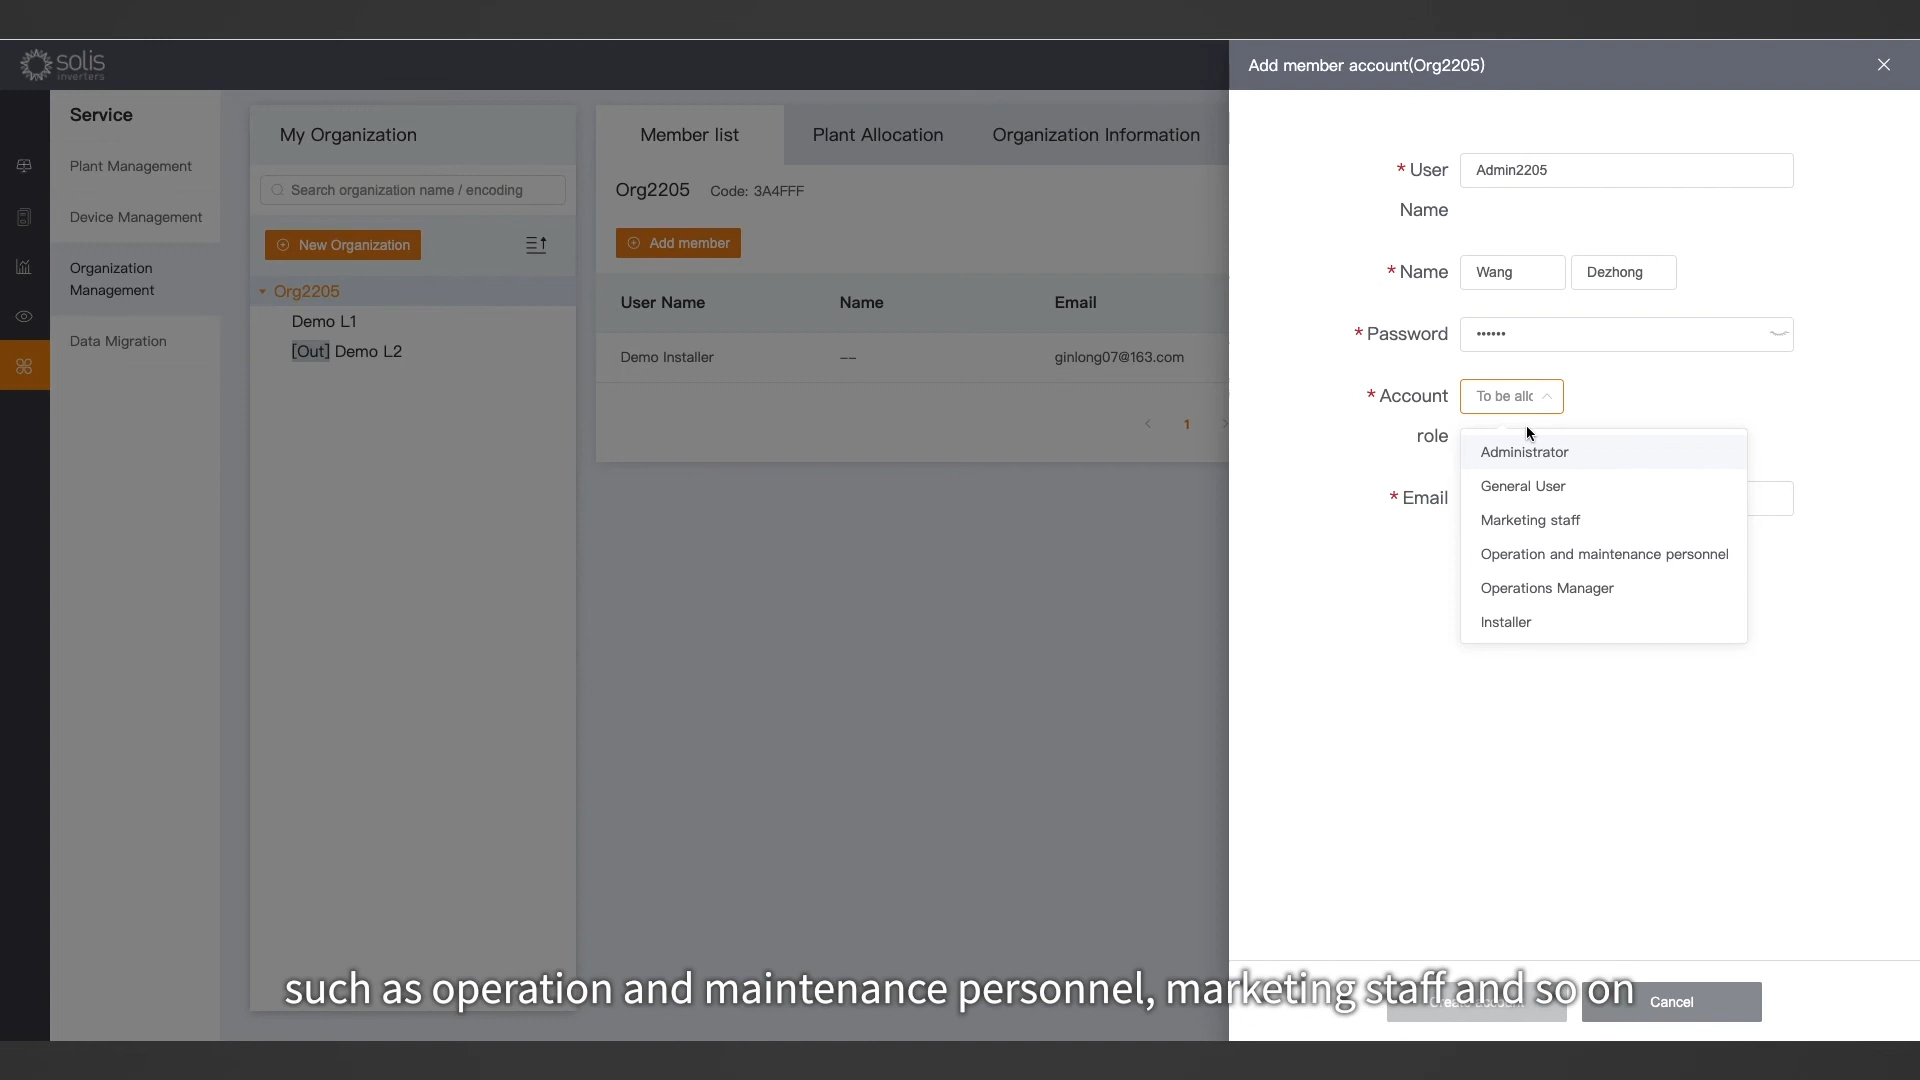 solis
inverters
Add member account(Org2205)
Service
Plant Management
Device Management
Organization
Management
Data Migration
My Organization
Search organization name / encoding
New Organization
Org2205
Demo L1
[Out] Demo L2
Member list
Plant Allocation
Organization Information
Org2205 Code: 3A4FFF
Add member
User Name Name Email
Demo Installer -- ginlong07@163.com
1
* User
Name
Admin2205
* Name
Wang
Dezhong
* Password
••••••
* Account
role
To be allo
Administrator
General User
Marketing staff
Operation and maintenance personnel
Operations Manager
Installer
* Email
Create account
Cancel
such as operation and maintenance personnel, marketing staff and so on